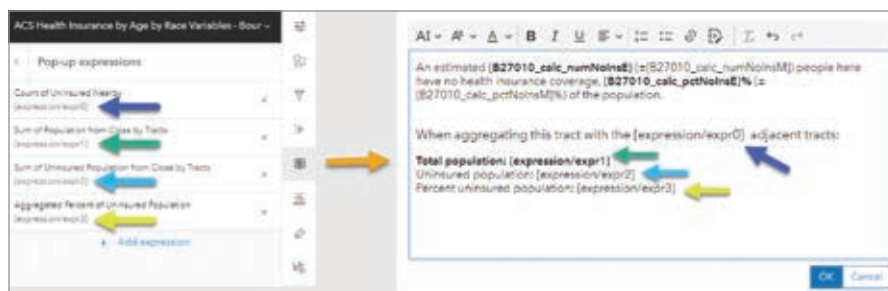 ACS Health Insurance by Age by Race Variables - Bour
Pop-up expressions
Count of Uninsured Nearby
{expression/expr0}
Sum of Population from Close by Tracts
{expression/expr1}
Sum of Uninsured Population from Close by Tracts
{expression/expr2}
Aggregated Percent of Uninsured Population
{expression/expr3}
+ Add expression
AI A B I U
An estimated {B27010_calc_numNoInsE} (±{B27010_calc_numNoInsM}) people here
have no health insurance coverage, {B27010_calc_pctNoInsE}% (±
{B27010_calc_pctNoInsM}%) of the population.
When aggregating this tract with the {expression/expr0} adjacent tracts:
Total population: {expression/expr1}
Uninsured population: {expression/expr2}
Percent uninsured population: {expression/expr3}
OK Cancel